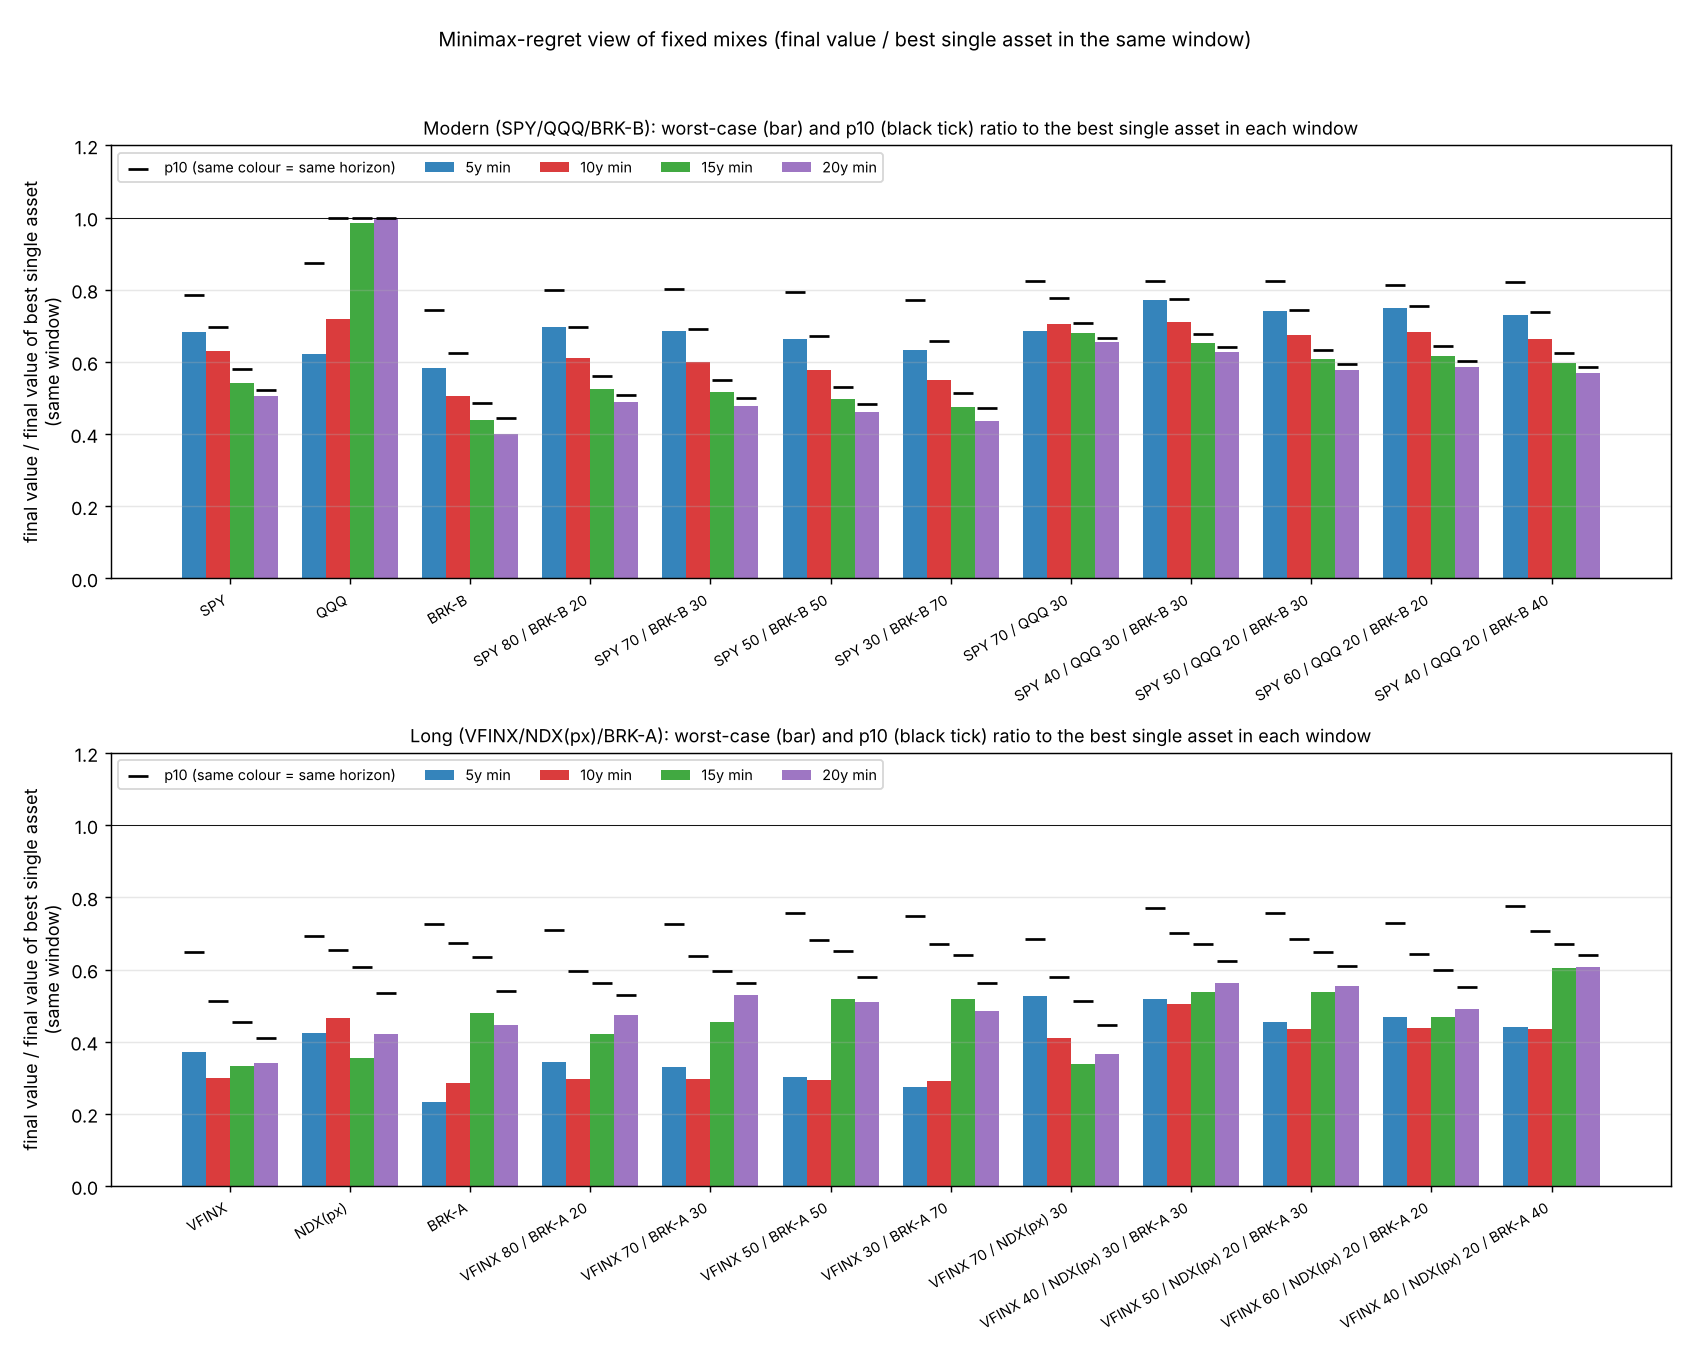 Minimax-regret view of fixed mixes (final value / best single asset in the same window)
Modern (SPY/QQQ/BRK-B): worst-case (bar) and p10 (black tick) ratio to the best single asset in each window
p10 (same colour = same horizon)
5y min
10y min
15y min
20y min
final value / final value of best single asset
(same window)
1.2
1.0
0.8
0.6
0.4
0.2
0.0
SPY
QQQ
BRK-B
SPY 80 / BRK-B 20
SPY 70 / BRK-B 30
SPY 50 / BRK-B 50
SPY 30 / BRK-B 70
SPY 70 / QQQ 30
SPY 40 / QQQ 30 / BRK-B 30
SPY 50 / QQQ 20 / BRK-B 30
SPY 60 / QQQ 20 / BRK-B 20
SPY 40 / QQQ 20 / BRK-B 40
Long (VFINX/NDX(px)/BRK-A): worst-case (bar) and p10 (black tick) ratio to the best single asset in each window
p10 (same colour = same horizon)
5y min
10y min
15y min
20y min
final value / final value of best single asset
(same window)
1.2
1.0
0.8
0.6
0.4
0.2
0.0
VFINX
NDX(px)
BRK-A
VFINX 80 / BRK-A 20
VFINX 70 / BRK-A 30
VFINX 50 / BRK-A 50
VFINX 30 / BRK-A 70
VFINX 70 / NDX(px) 30
VFINX 40 / NDX(px) 30 / BRK-A 30
VFINX 50 / NDX(px) 20 / BRK-A 30
VFINX 60 / NDX(px) 20 / BRK-A 20
VFINX 40 / NDX(px) 20 / BRK-A 40